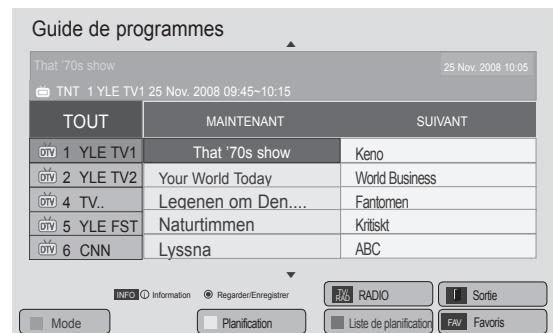 Guide de programmes
That '70s show 25 Nov. 2008 10:05
TNT 1 YLE TV1 25 Nov. 2008 09:45~10:15
TOUT MAINTENANT SUIVANT
DTV 1 YLE TV1 That '70s show Keno
DTV 2 YLE TV2 Your World Today World Business
DTV 4 TV.. Legenen om Den.... Fantomen
DTV 5 YLE FST Naturtimmen Kritiskt
DTV 6 CNN Lyssna ABC
INFO i Information Regarder/Enregistrer TV/RAD RADIO Sortie
Mode Planification Liste de planification FAV Favoris